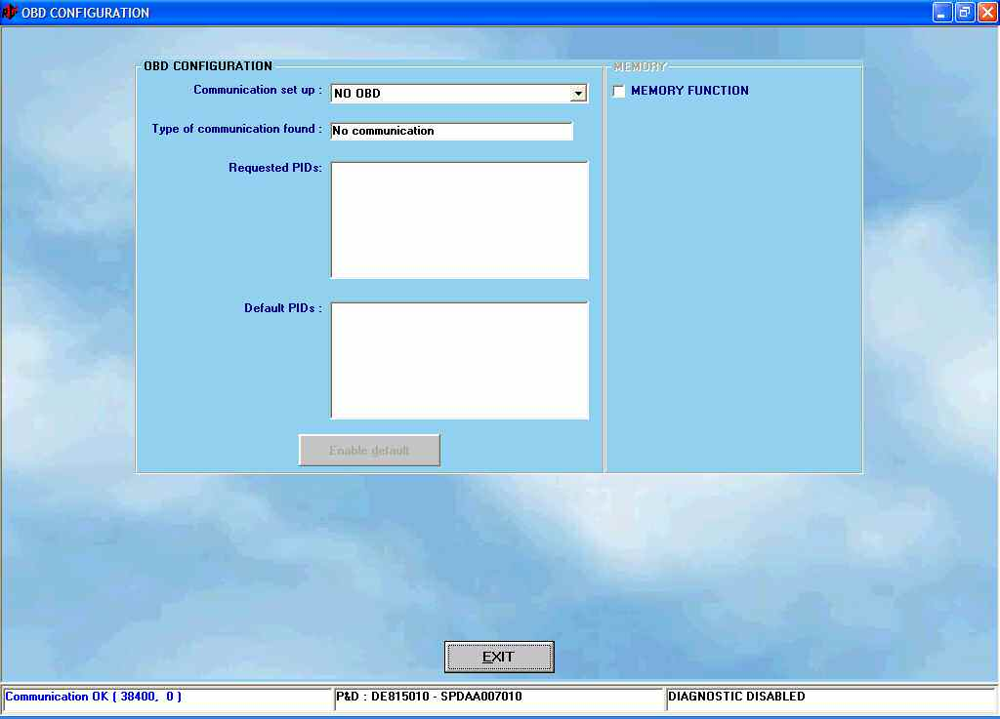 OBD CONFIGURATION
OBD CONFIGURATION
MEMORY
Communication set up :
NO OBD
MEMORY FUNCTION
Type of communication found :
No communication
Requested PIDs:
Default PIDs :
Enable default
EXIT
Communication OK ( 38400, 0 )
P&D : DE815010 - SPDAA007010
DIAGNOSTIC DISABLED